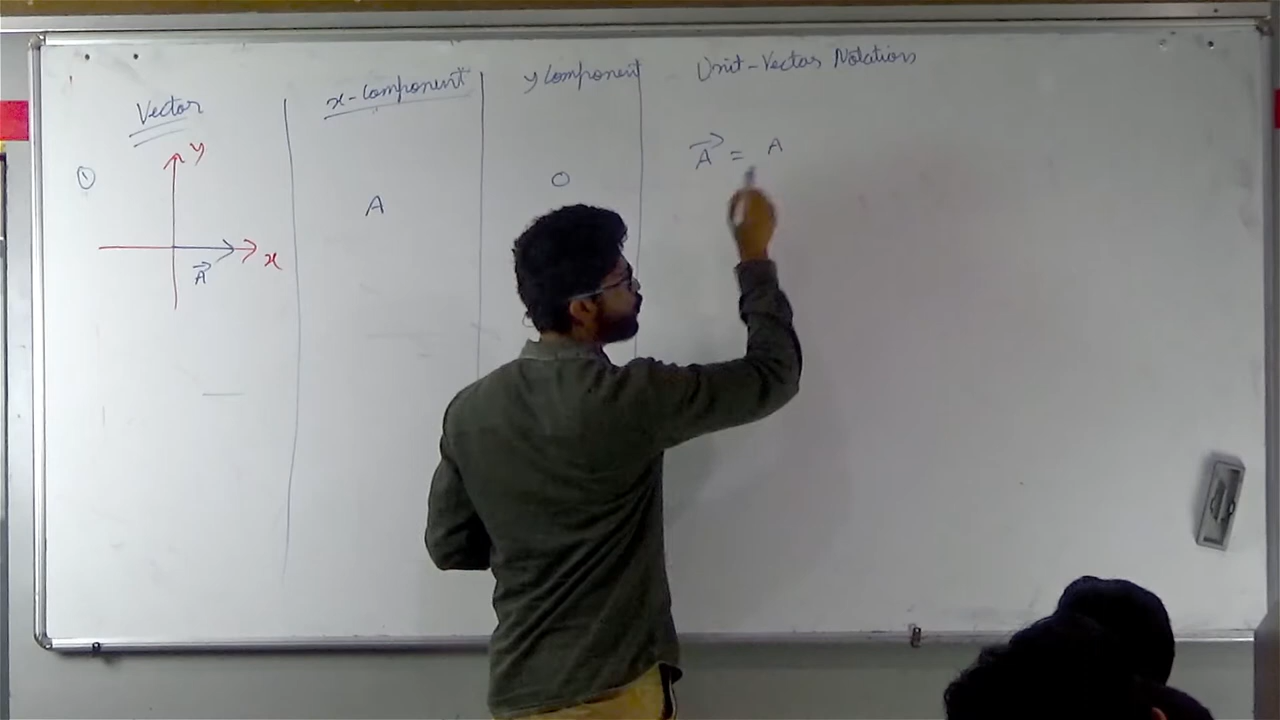 Vector
x-Component
y Component
Unit-Vector Notation
①
y
x
A⃗
A
0
A⃗ = A